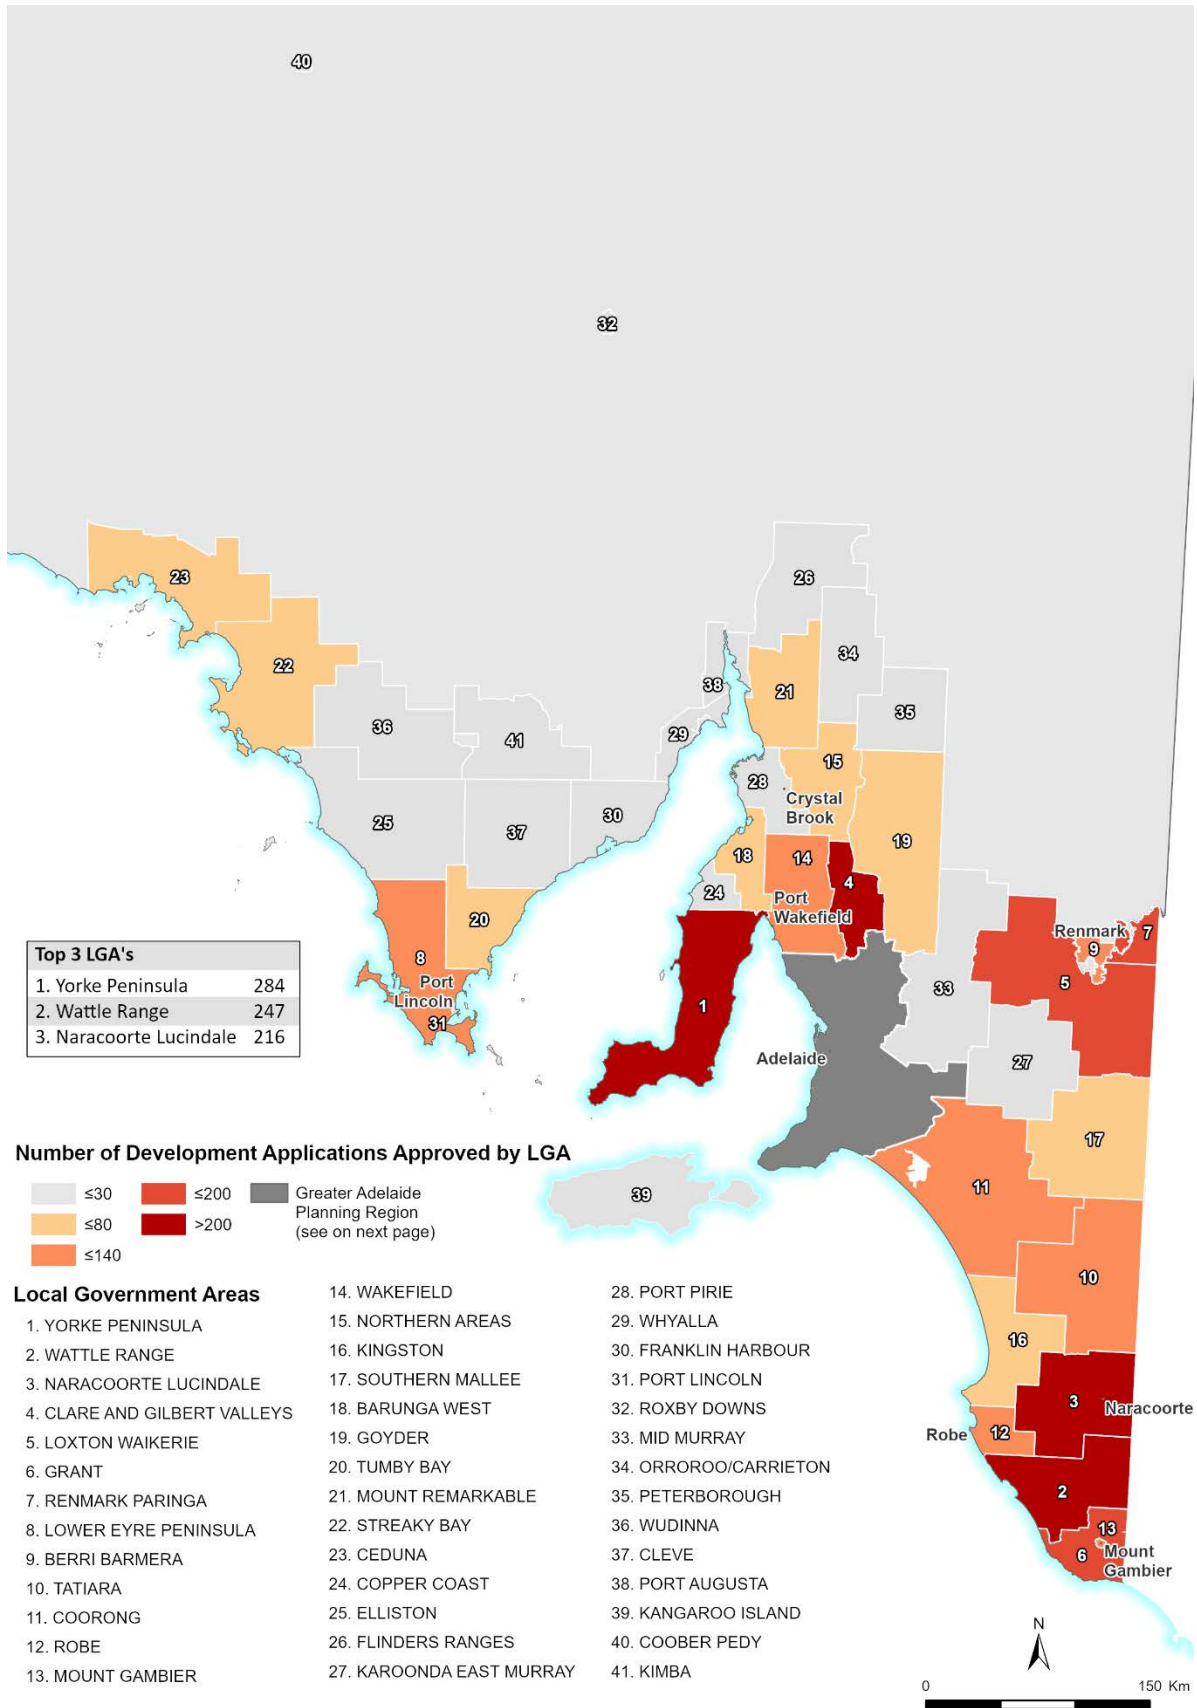 40
32
23
26
22
34
38
21
35
36
41
29
15
28
Crystal
Brook
25
37
30
19
18
14
4
24
Port
Wakefield
20
Renmark
7
9
8
Port
Lincoln
31
1
33
5
Adelaide
27
17
39
11
10
16
3
Naracoorte
Robe
12
2
13
6
Mount
Gambier
Top 3 LGA's
1. Yorke Peninsula 284
2. Wattle Range 247
3. Naracoorte Lucindale 216
Number of Development Applications Approved by LGA
≤30
≤80
≤140
≤200
>200
Greater Adelaide
Planning Region
(see on next page)
Local Government Areas
1. YORKE PENINSULA
2. WATTLE RANGE
3. NARACOORTE LUCINDALE
4. CLARE AND GILBERT VALLEYS
5. LOXTON WAIKERIE
6. GRANT
7. RENMARK PARINGA
8. LOWER EYRE PENINSULA
9. BERRI BARMERA
10. TATIARA
11. COORONG
12. ROBE
13. MOUNT GAMBIER
14. WAKEFIELD
15. NORTHERN AREAS
16. KINGSTON
17. SOUTHERN MALLEE
18. BARUNGA WEST
19. GOYDER
20. TUMBY BAY
21. MOUNT REMARKABLE
22. STREAKY BAY
23. CEDUNA
24. COPPER COAST
25. ELLISTON
26. FLINDERS RANGES
27. KAROONDA EAST MURRAY
28. PORT PIRIE
29. WHYALLA
30. FRANKLIN HARBOUR
31. PORT LINCOLN
32. ROXBY DOWNS
33. MID MURRAY
34. ORROROO/CARRIETON
35. PETERBOROUGH
36. WUDINNA
37. CLEVE
38. PORT AUGUSTA
39. KANGAROO ISLAND
40. COOBER PEDY
41. KIMBA
N
0 150 Km